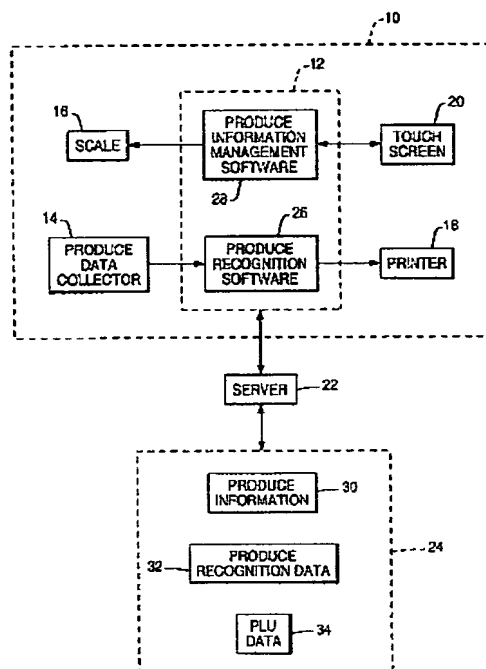 10
12
16
SCALE
PRODUCE
INFORMATION
MANAGEMENT
SOFTWARE
28
20
TOUCH
SCREEN
14
PRODUCE
DATA
COLLECTOR
26
PRODUCE
RECOGNITION
SOFTWARE
18
PRINTER
SERVER
22
PRODUCE
INFORMATION
30
24
32
PRODUCE
RECOGNITION DATA
PLU
DATA
34